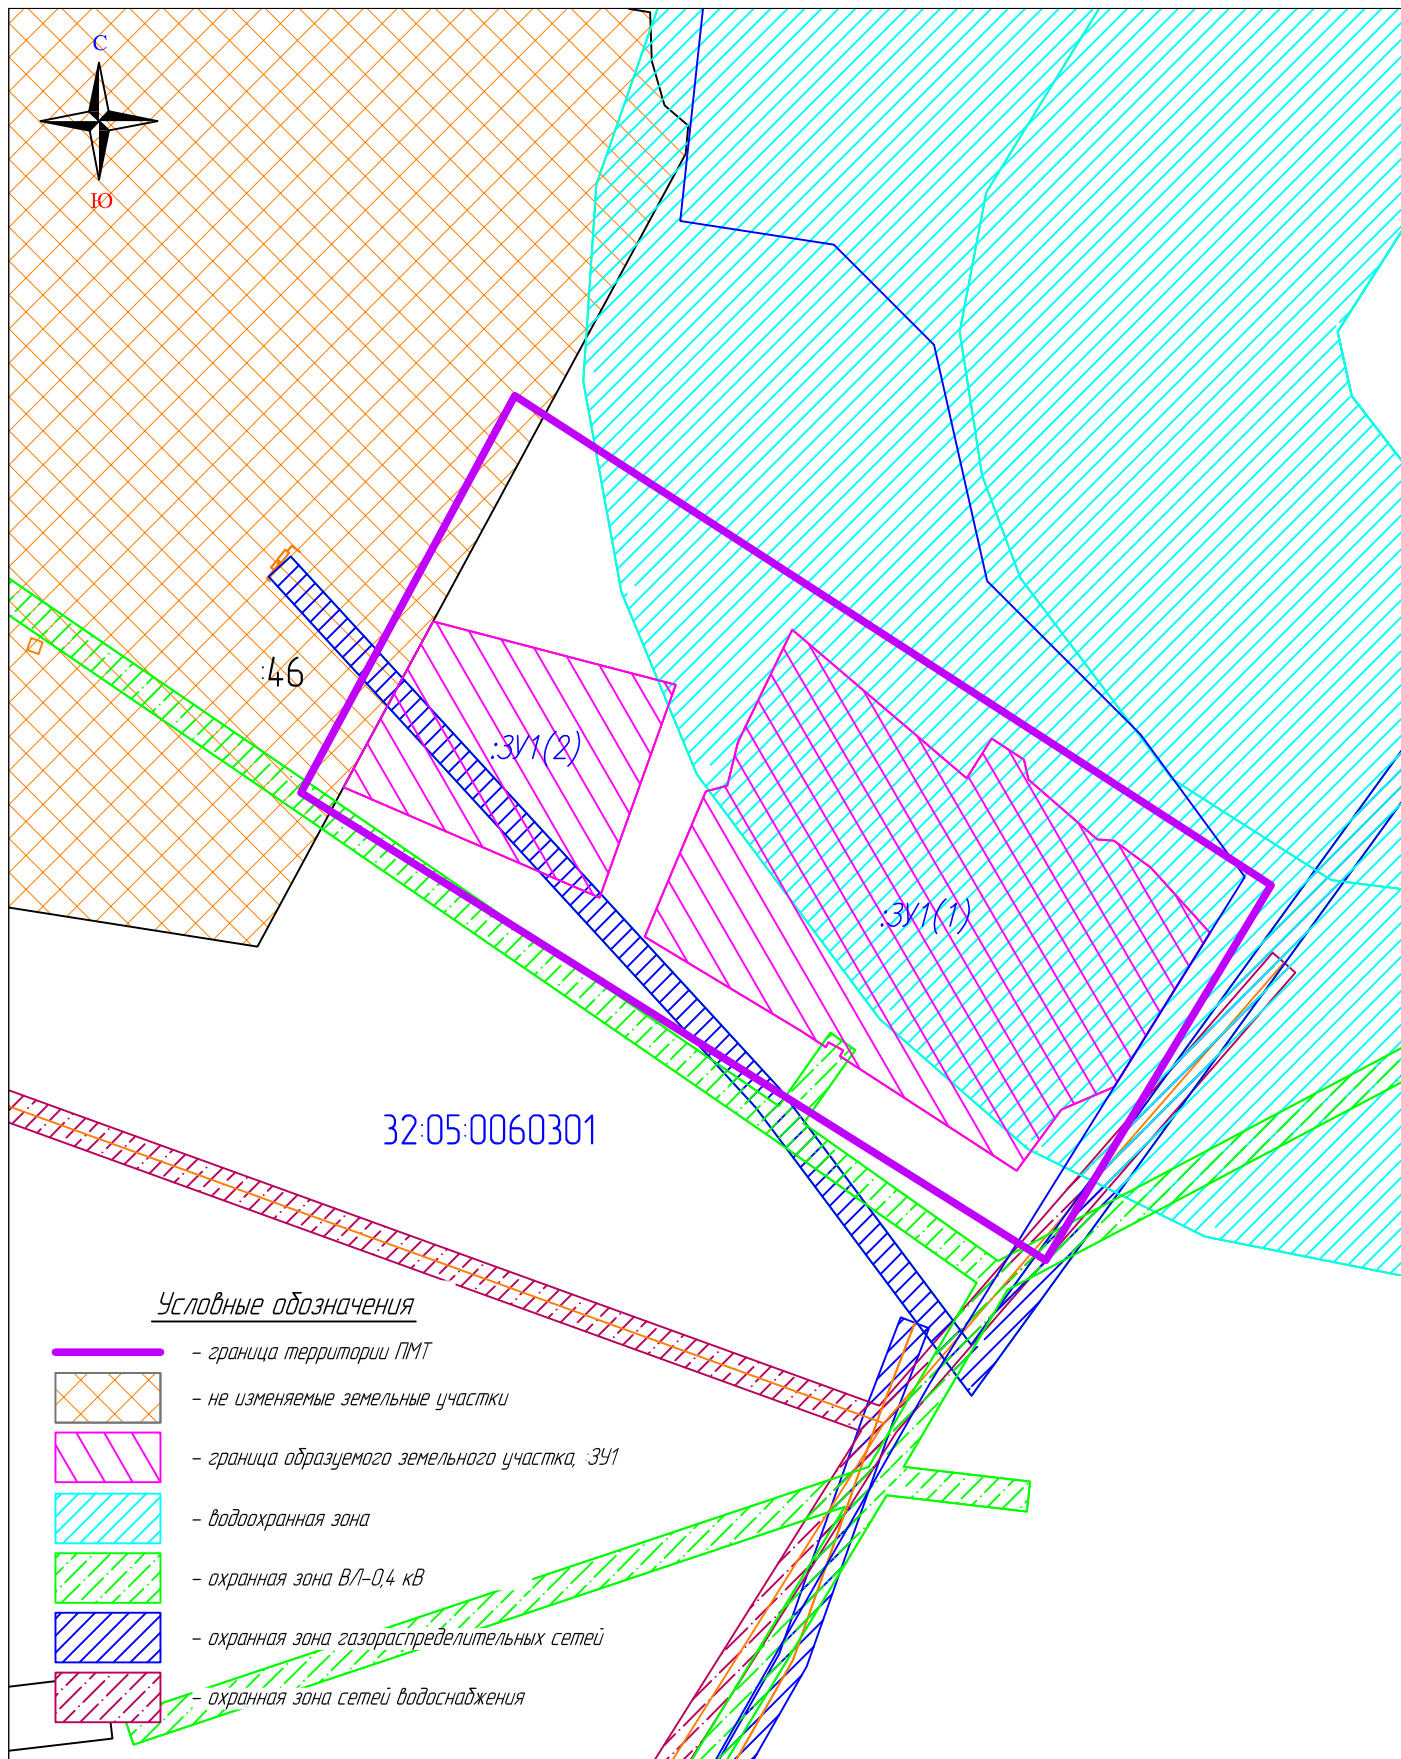 С
Ю
:46
:ЗУ1(2)
:ЗУ1(1)
32:05:0060301
Условные обозначения
- граница территории ПМТ
- не изменяемые земельные участки
- граница образуемого земельного участка, :ЗУ1
- водоохранная зона
- охранная зона ВЛ-0,4 кВ
- охранная зона газораспределительных сетей
- охранная зона сетей водоснабжения